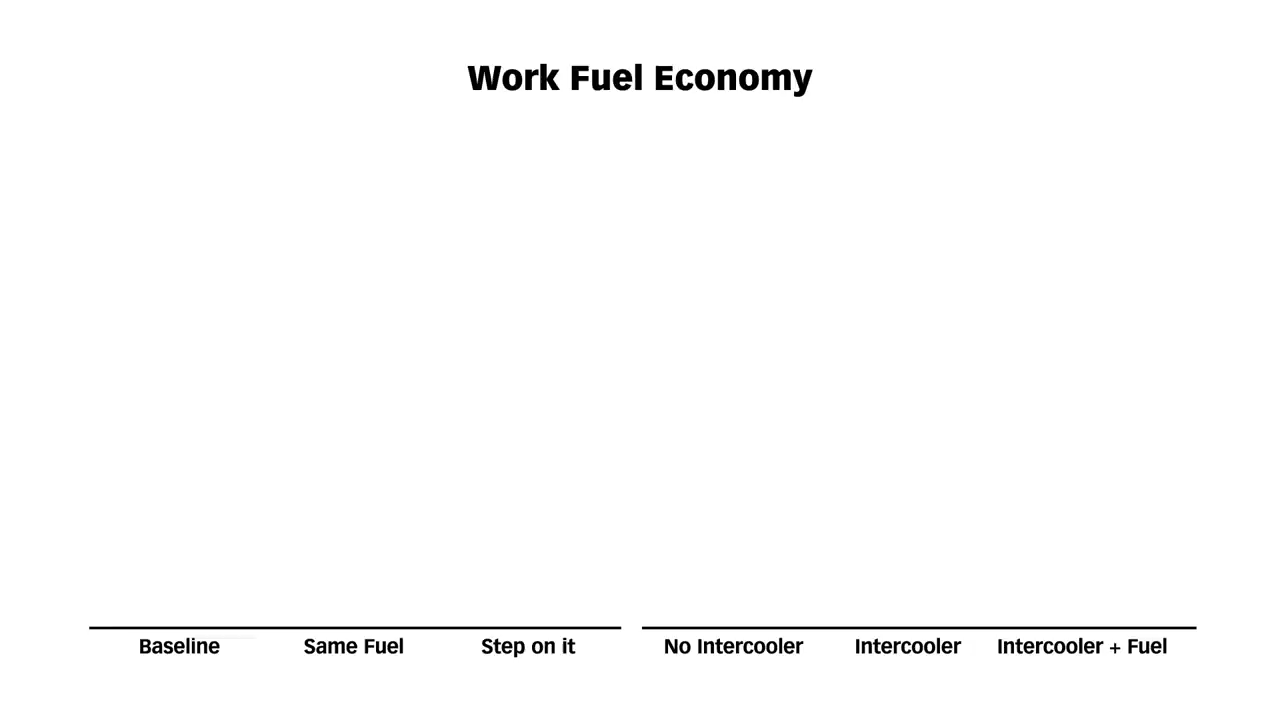 Work Fuel Economy
Baseline Same Fuel Step on it No Intercooler Intercooler Intercooler + Fuel